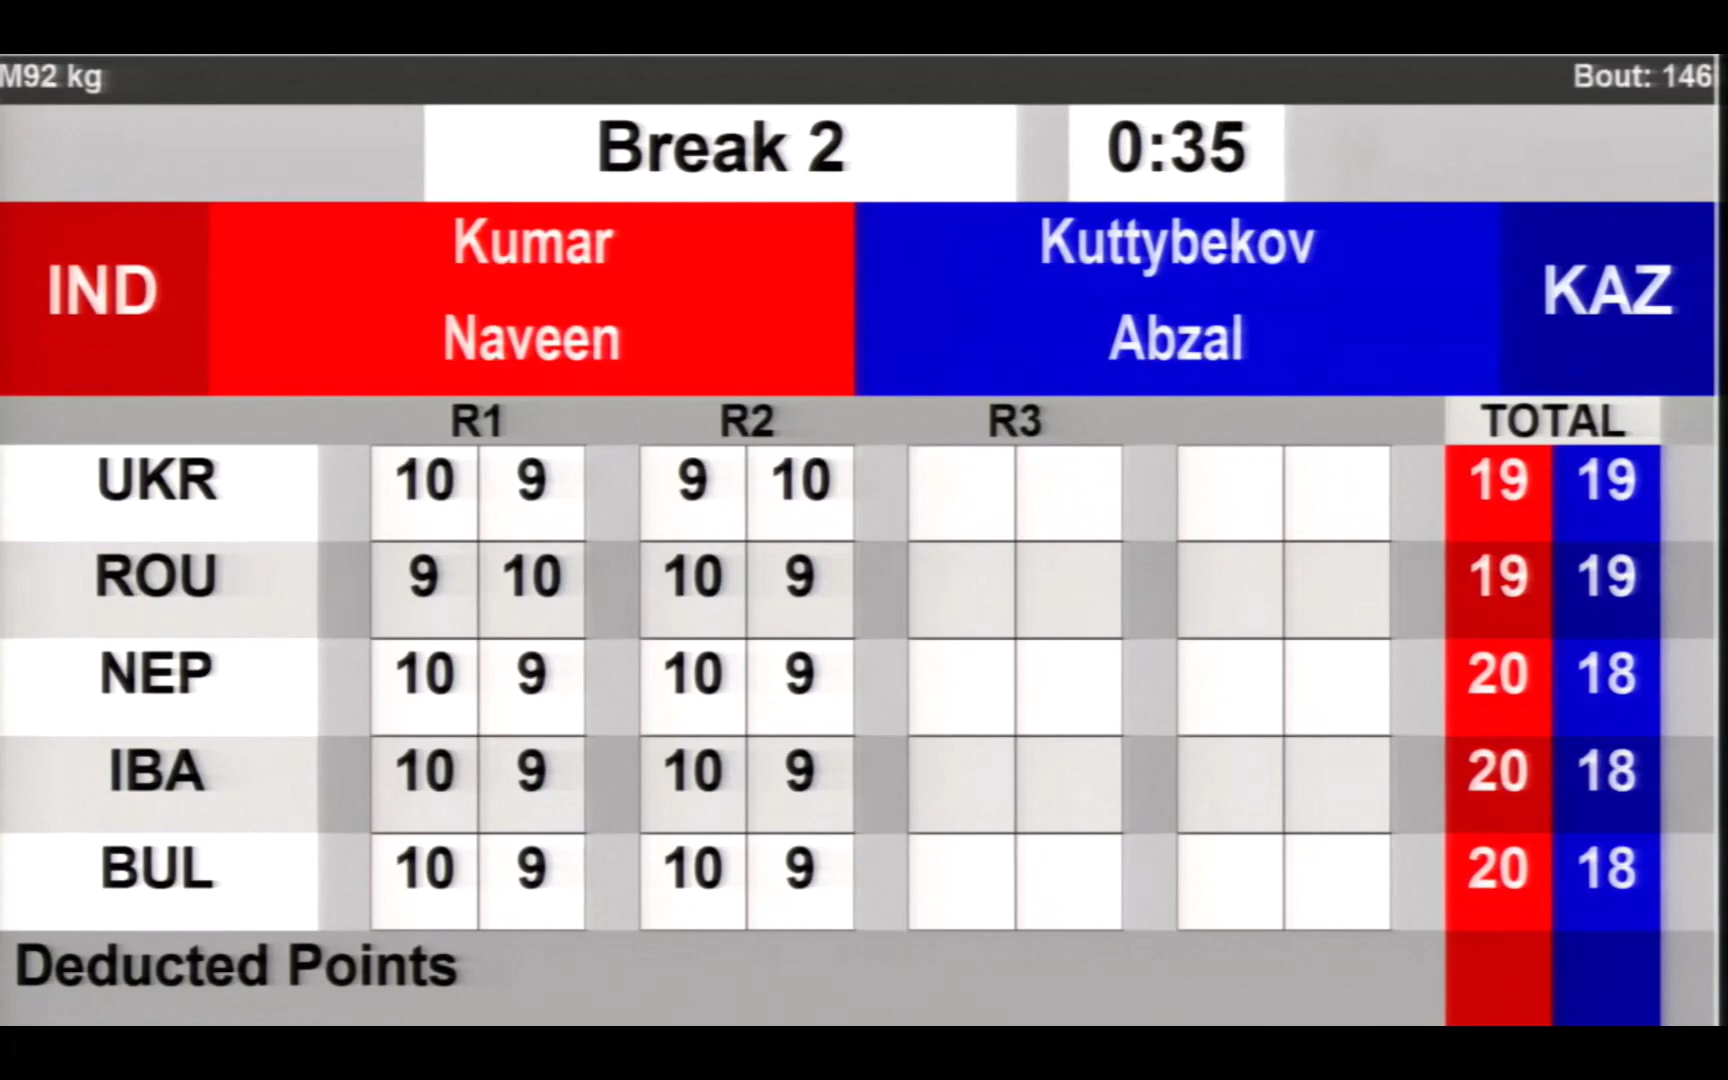 M92 kg Bout: 146
Break 2 0:35
IND Kumar Naveen Kuttybekov Abzal KAZ
R1 R2 R3 TOTAL
UKR 10 9 9 10 19 19
ROU 9 10 10 9 19 19
NEP 10 9 10 9 20 18
IBA 10 9 10 9 20 18
BUL 10 9 10 9 20 18
Deducted Points